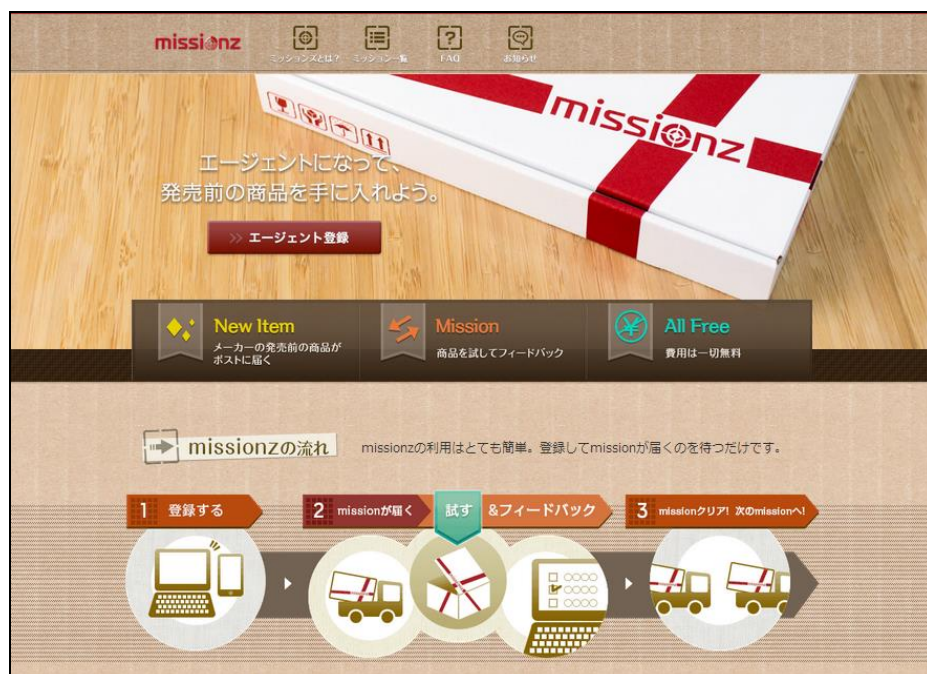 missionz
ミッションズとは?
ミッション一覧
FAQ
お知らせ
missionz
エージェントになって、
発売前の商品を手に入れよう。
エージェント登録
New Item
メーカーの発売前の商品が
ポストに届く
Mission
商品を試してフィードバック
All Free
費用は一切無料
missionzの流れ
missionzの利用はとても簡単。登録してmissionが届くのを待つだけです。
1 登録する
2 missionが届く
試す
&フィードバック
3 missionクリア! 次のmissionへ!